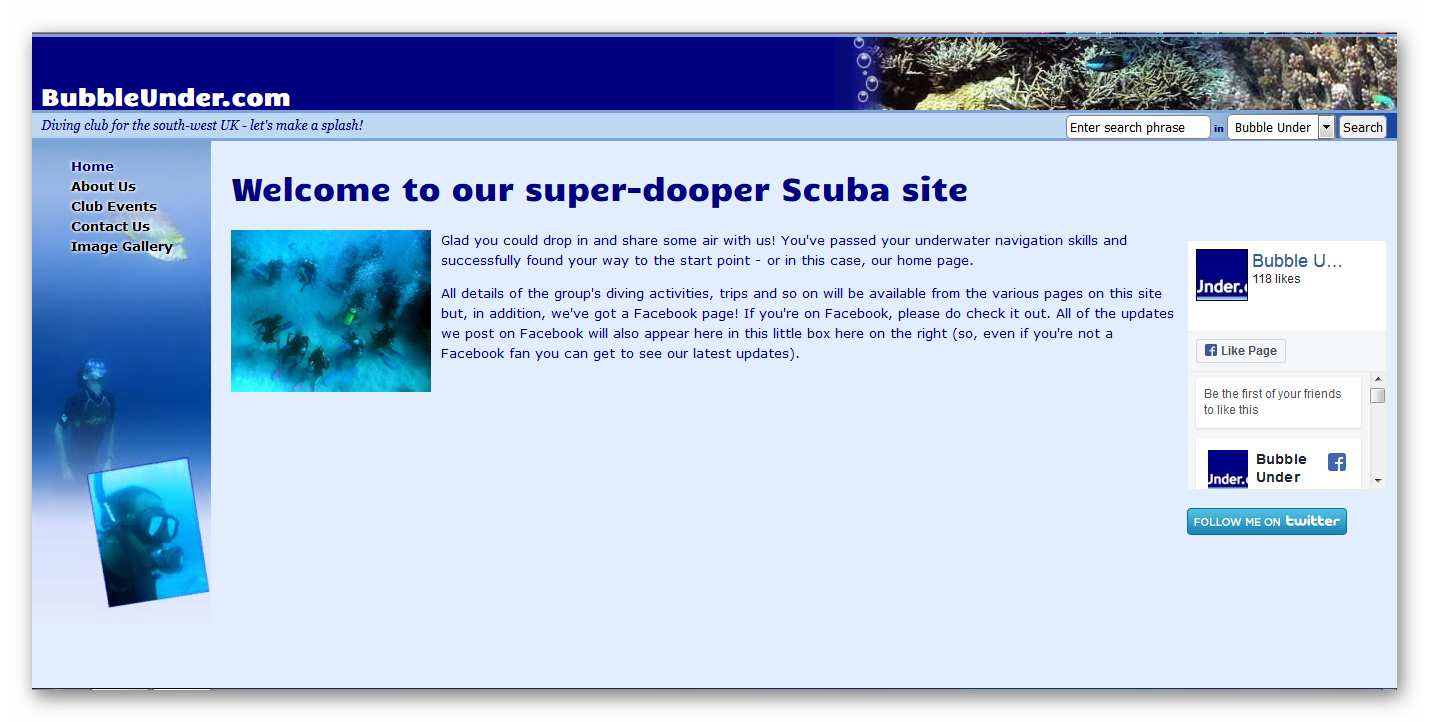 BubbleUnder.com
Diving club for the south-west UK - let's make a splash!
Enter search phrase in Bubble Under Search
Home
About Us
Club Events
Contact Us
Image Gallery
Welcome to our super-dooper Scuba site
Glad you could drop in and share some air with us! You've passed your underwater navigation skills and
successfully found your way to the start point - or in this case, our home page.
All details of the group's diving activities, trips and so on will be available from the various pages on this site
but, in addition, we've got a Facebook page! If you're on Facebook, please do check it out. All of the updates
we post on Facebook will also appear here in this little box here on the right (so, even if you're not a
Facebook fan you can get to see our latest updates).
Under.
Bubble U...
118 likes
Like Page
Be the first of your friends
to like this
Under.
Bubble
Under
FOLLOW ME ON twitter